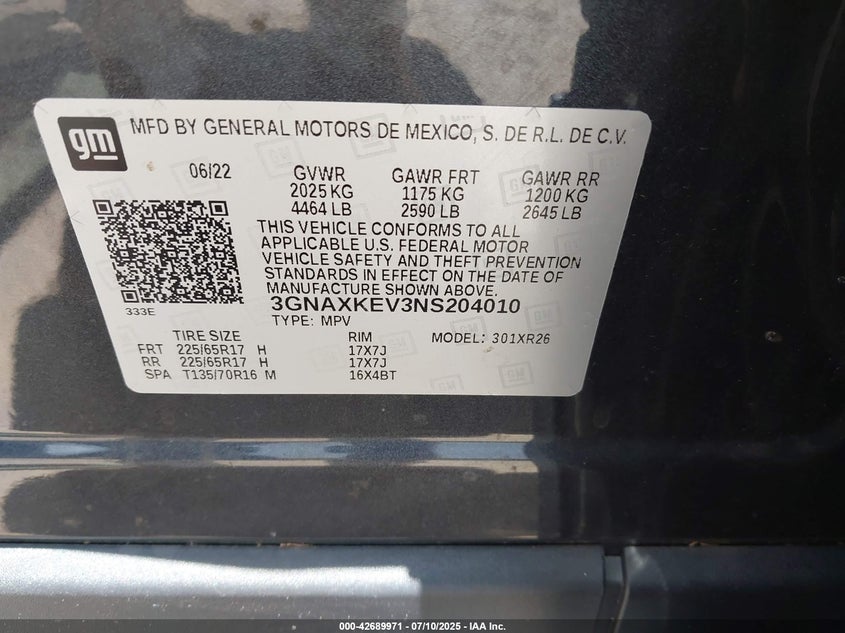 gm MFD BY GENERAL MOTORS DE MEXICO, S. DE R.L. DE C.V.
06/22 GVWR GAWR FRT GAWR RR
2025 KG 1175 KG 1200 KG
4464 LB 2590 LB 2645 LB
THIS VEHICLE CONFORMS TO ALL
APPLICABLE U.S. FEDERAL MOTOR
VEHICLE SAFETY AND THEFT PREVENTION
STANDARDS IN EFFECT ON THE DATE OF
MANUFACTURE SHOWN ABOVE.
333E 3GNAXKEV3NS204010
TYPE: MPV
TIRE SIZE RIM MODEL: 301XR26
FRT 225/65R17 H 17X7J
RR 225/65R17 H 17X7J
SPA T135/70R16 M 16X4BT
000-42689971 - 07/10/2025 - IAA Inc.